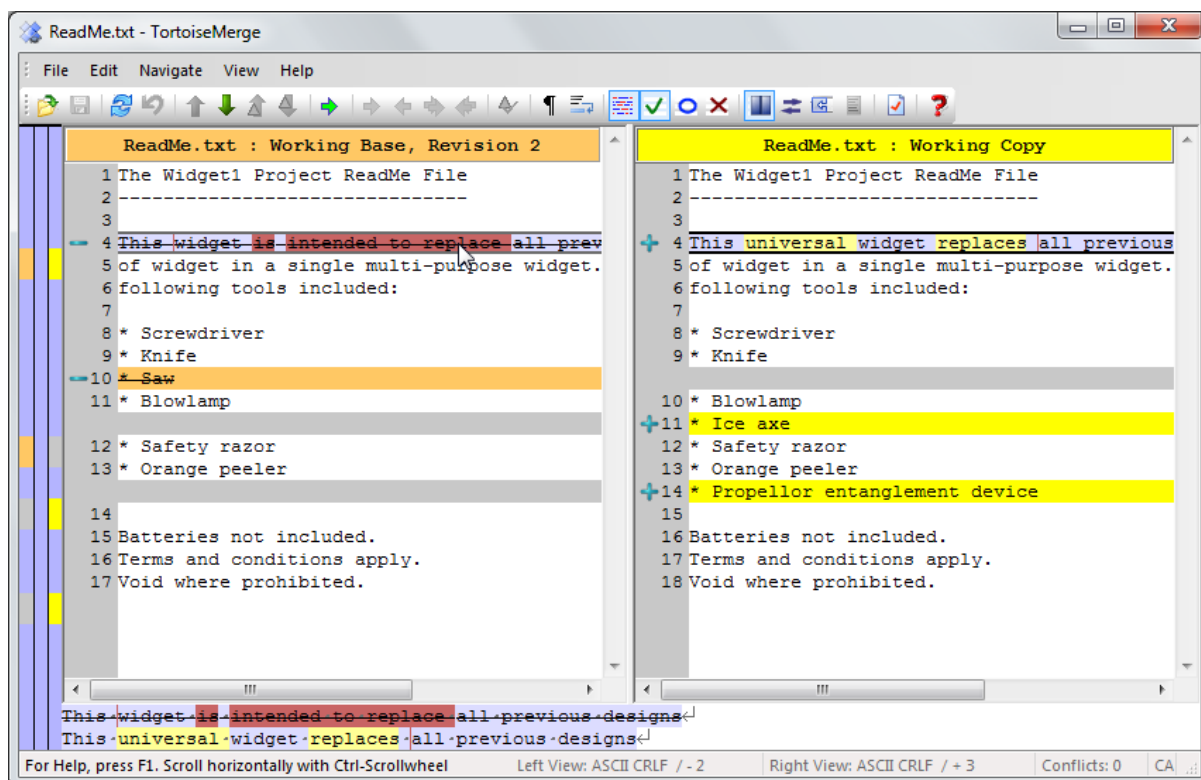 ReadMe.txt - TortoiseMerge
File Edit Navigate View Help
ReadMe.txt : Working Base, Revision 2
1 The Widget1 Project ReadMe File
2 -------------------------------
3
4 This widget is intended to replace all prev
5 of widget in a single multi-purpose widget.
6 following tools included:
7
8 * Screwdriver
9 * Knife
10 * Saw
11 * Blowlamp
12 * Safety razor
13 * Orange peeler
14
15 Batteries not included.
16 Terms and conditions apply.
17 Void where prohibited.
ReadMe.txt : Working Copy
1 The Widget1 Project ReadMe File
2 -------------------------------
3
4 This universal widget replaces all previous
5 of widget in a single multi-purpose widget.
6 following tools included:
7
8 * Screwdriver
9 * Knife
10 * Blowlamp
11 * Ice axe
12 * Safety razor
13 * Orange peeler
14 * Propellor entanglement device
15
16 Batteries not included.
17 Terms and conditions apply.
18 Void where prohibited.
This·widget·is·intended·to·replace·all·previous·designs↵
This·universal·widget·replaces·all·previous·designs↵
For Help, press F1. Scroll horizontally with Ctrl-Scrollwheel Left View: ASCII CRLF / - 2 Right View: ASCII CRLF / + 3 Conflicts: 0 CA